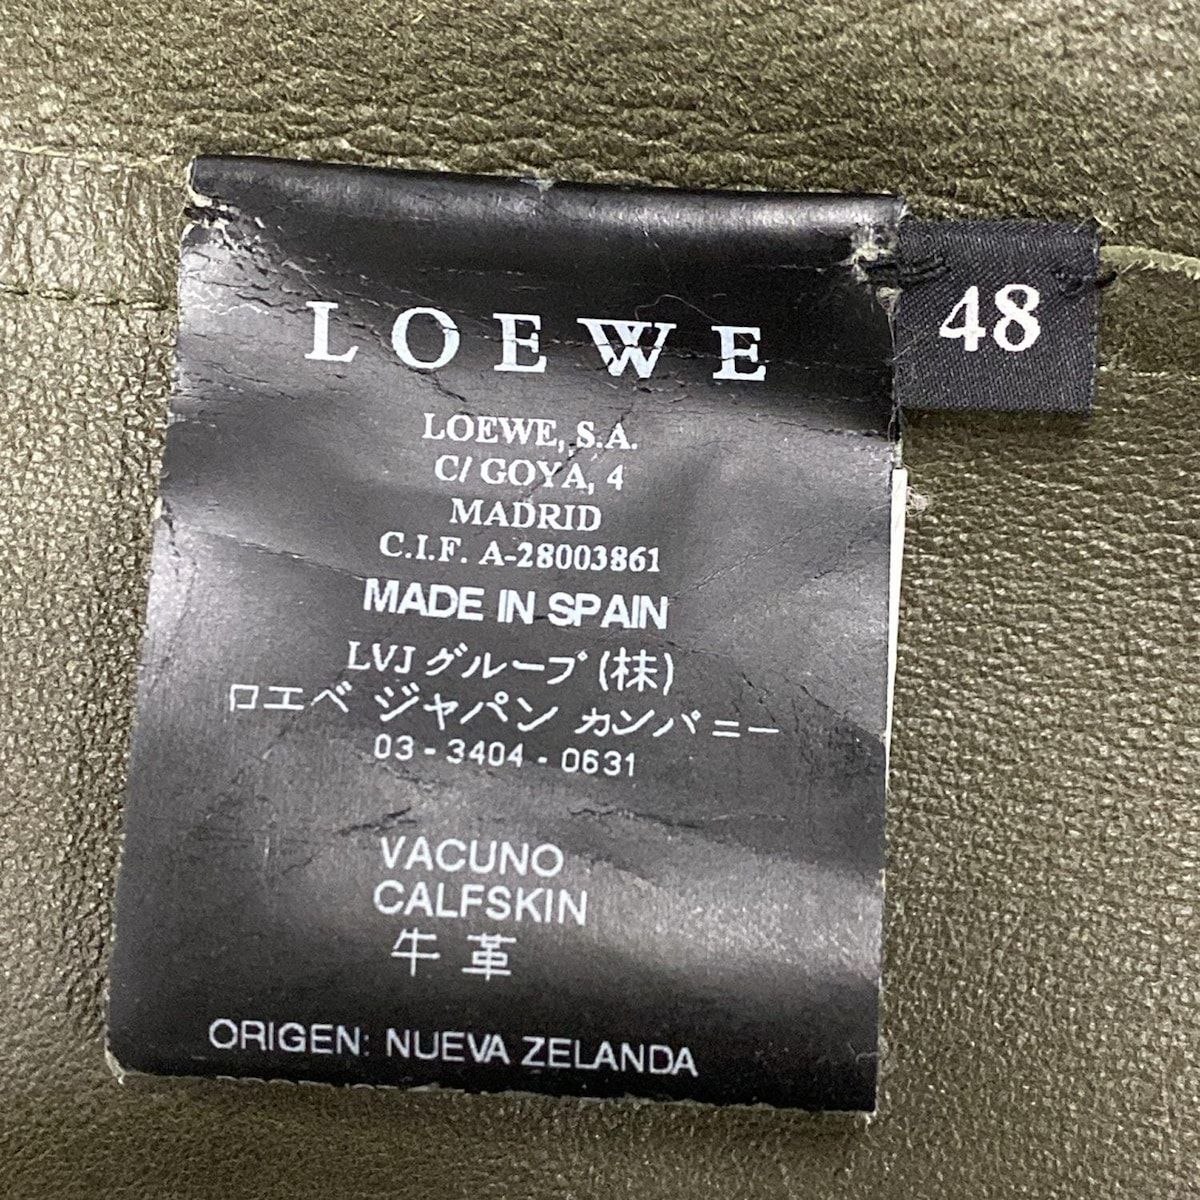 LOEWE
48
LOEWE, S.A.
C/ GOYA, 4
MADRID
C.I.F. A-28003861
MADE IN SPAIN
LVJ グループ (株)
ロエベ ジャパン カンパニー
03-3404-0631
VACUNO
CALFSKIN
牛革
ORIGEN: NUEVA ZELANDA